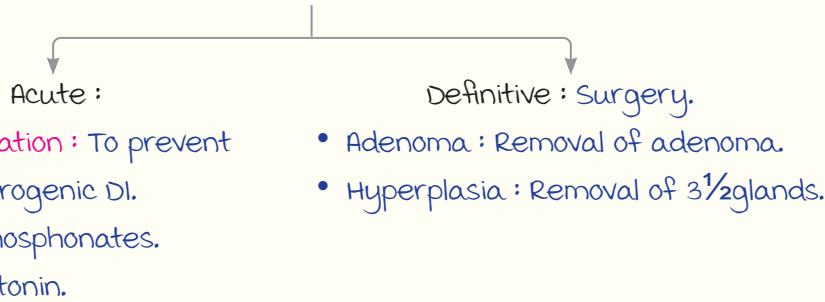 Acute :
ation : To prevent
rogenic DI.
osphonates.
tonin.
Definitive : Surgery.
• Adenoma : Removal of adenoma.
• Hyperplasia : Removal of 3½glands.